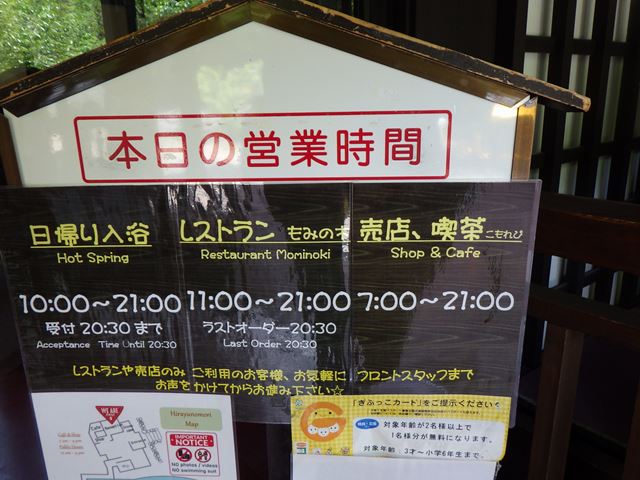 本日の営業時間
日帰り入浴
Hot Spring
10:00～21:00
受付 20:30 まで
Acceptance Time Until 20:30
レストラン もみの木
Restaurant Mominoki
11:00～21:00
ラストオーダー20:30
Last Order 20:30
売店、喫茶 こもれび
Shop & Cafe
7:00～21:00
レストランや売店のみ ご利用のお客様、お気軽に フロントスタッフまで
お声をかけてからお進み下さい☆
WE ARE
Hirayunomori
Map
IMPORTANT
NOTICE
NO photos / videos
NO swimming suit
「ぎふっこカード」をご提示ください
対象年齢が2名様以上で
1名様分が無料になります。
対象年齢：3才～小学6年生まで